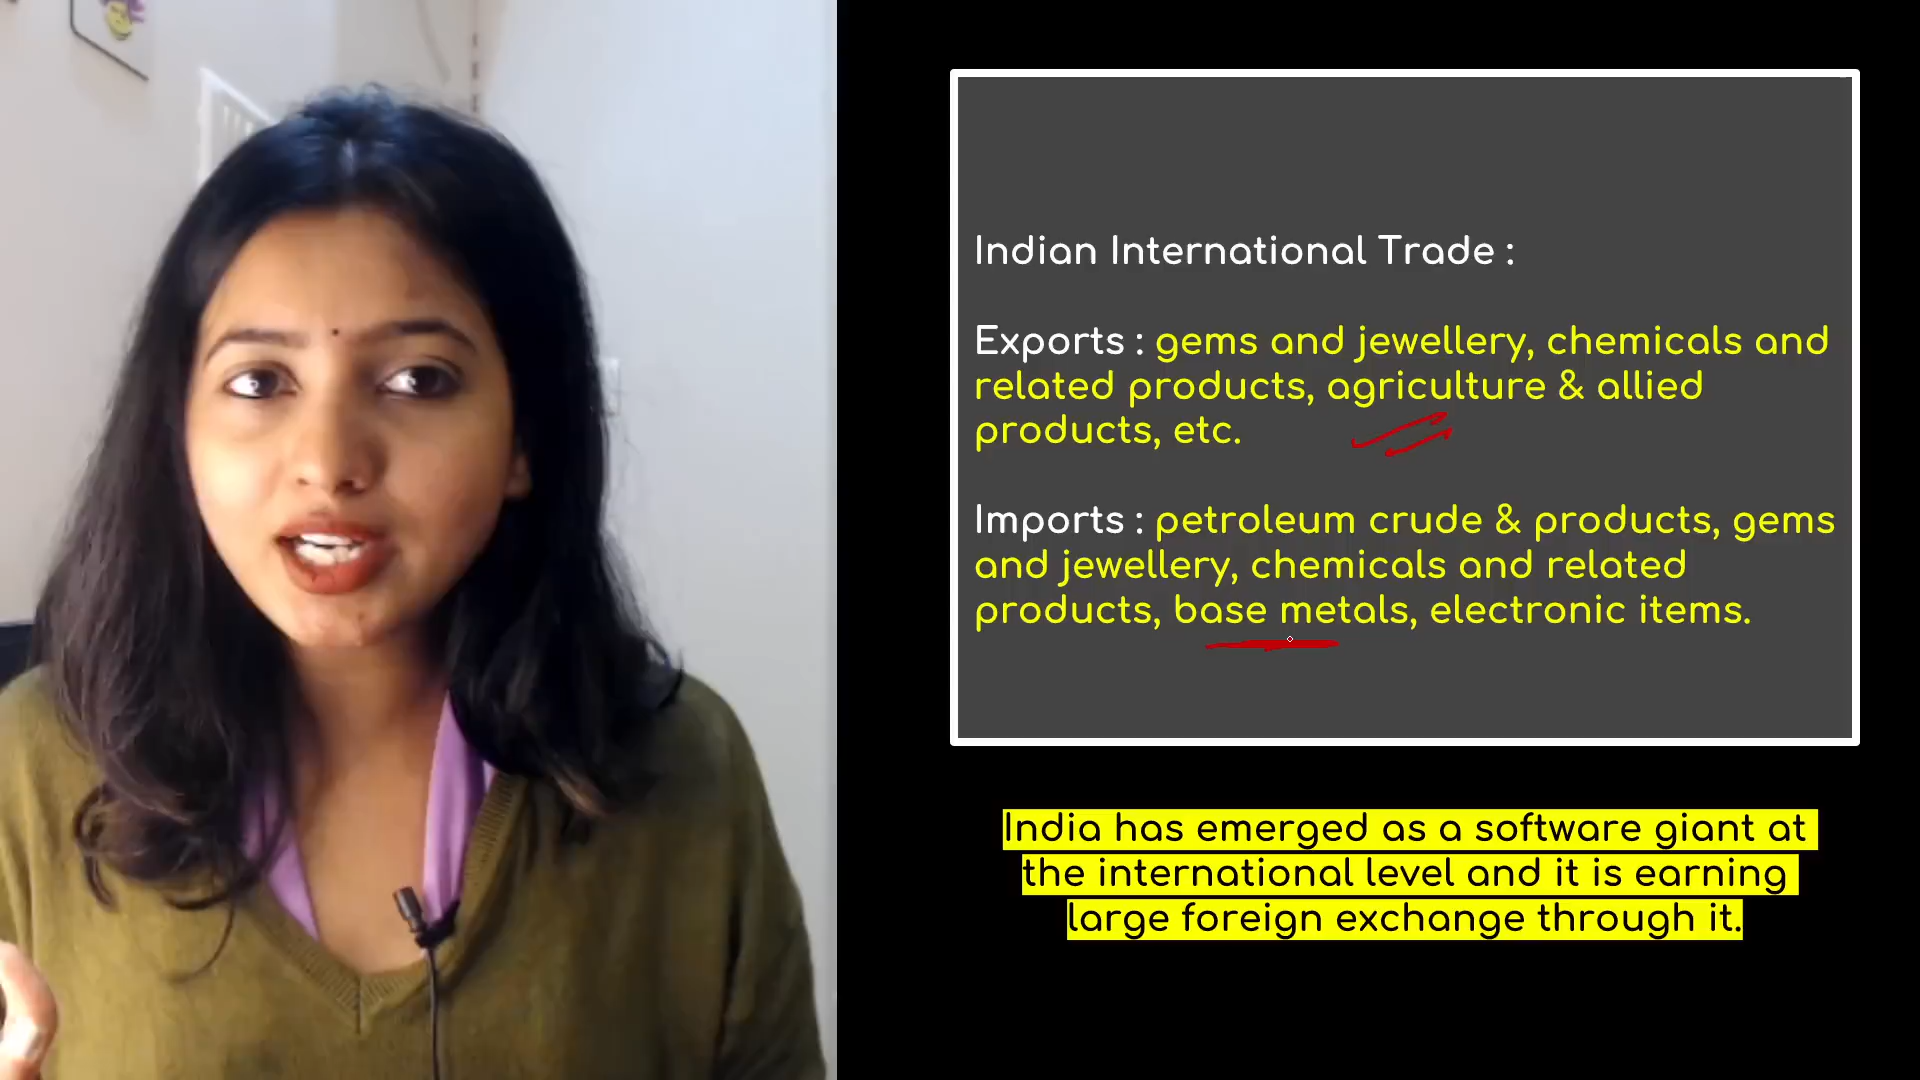 Indian International Trade :
Exports : gems and jewellery, chemicals and
related products, agriculture & allied
products, etc.
Imports : petroleum crude & products, gems
and jewellery, chemicals and related
products, base metals, electronic items.
India has emerged as a software giant at
the international level and it is earning
large foreign exchange through it.